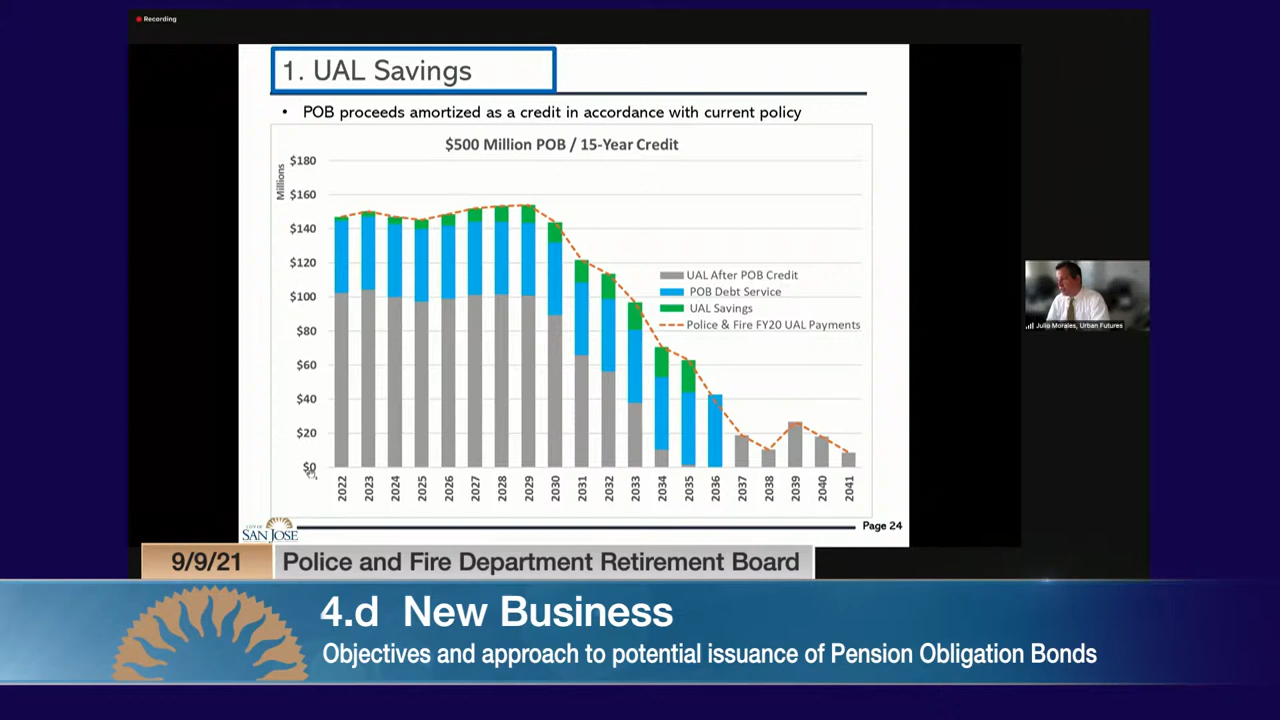 Recording
1. UAL Savings
• POB proceeds amortized as a credit in accordance with current policy
$500 Million POB / 15-Year Credit
Millions
$180
$160
$140
$120
$100
$80
$60
$40
$20
$0
UAL After POB Credit
POB Debt Service
UAL Savings
Police & Fire FY20 UAL Payments
2022 2023 2024 2025 2026 2027 2028 2029 2030 2031 2032 2033 2034 2035 2036 2037 2038 2039 2040 2041
CITY OF
SAN JOSE
Page 24
Julio Morales, Urban Futures
9/9/21 Police and Fire Department Retirement Board
4.d New Business
Objectives and approach to potential issuance of Pension Obligation Bonds